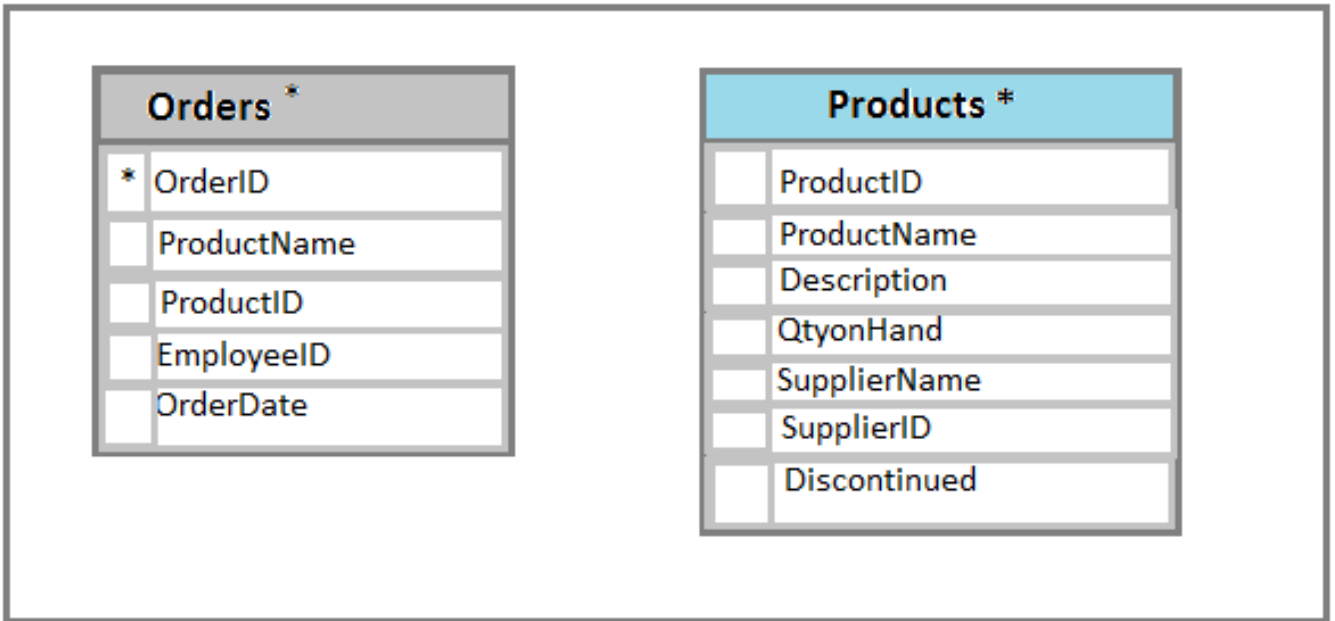 Orders *
* OrderID
ProductName
ProductID
EmployeeID
OrderDate
Products *
ProductID
ProductName
Description
QtyonHand
SupplierName
SupplierID
Discontinued